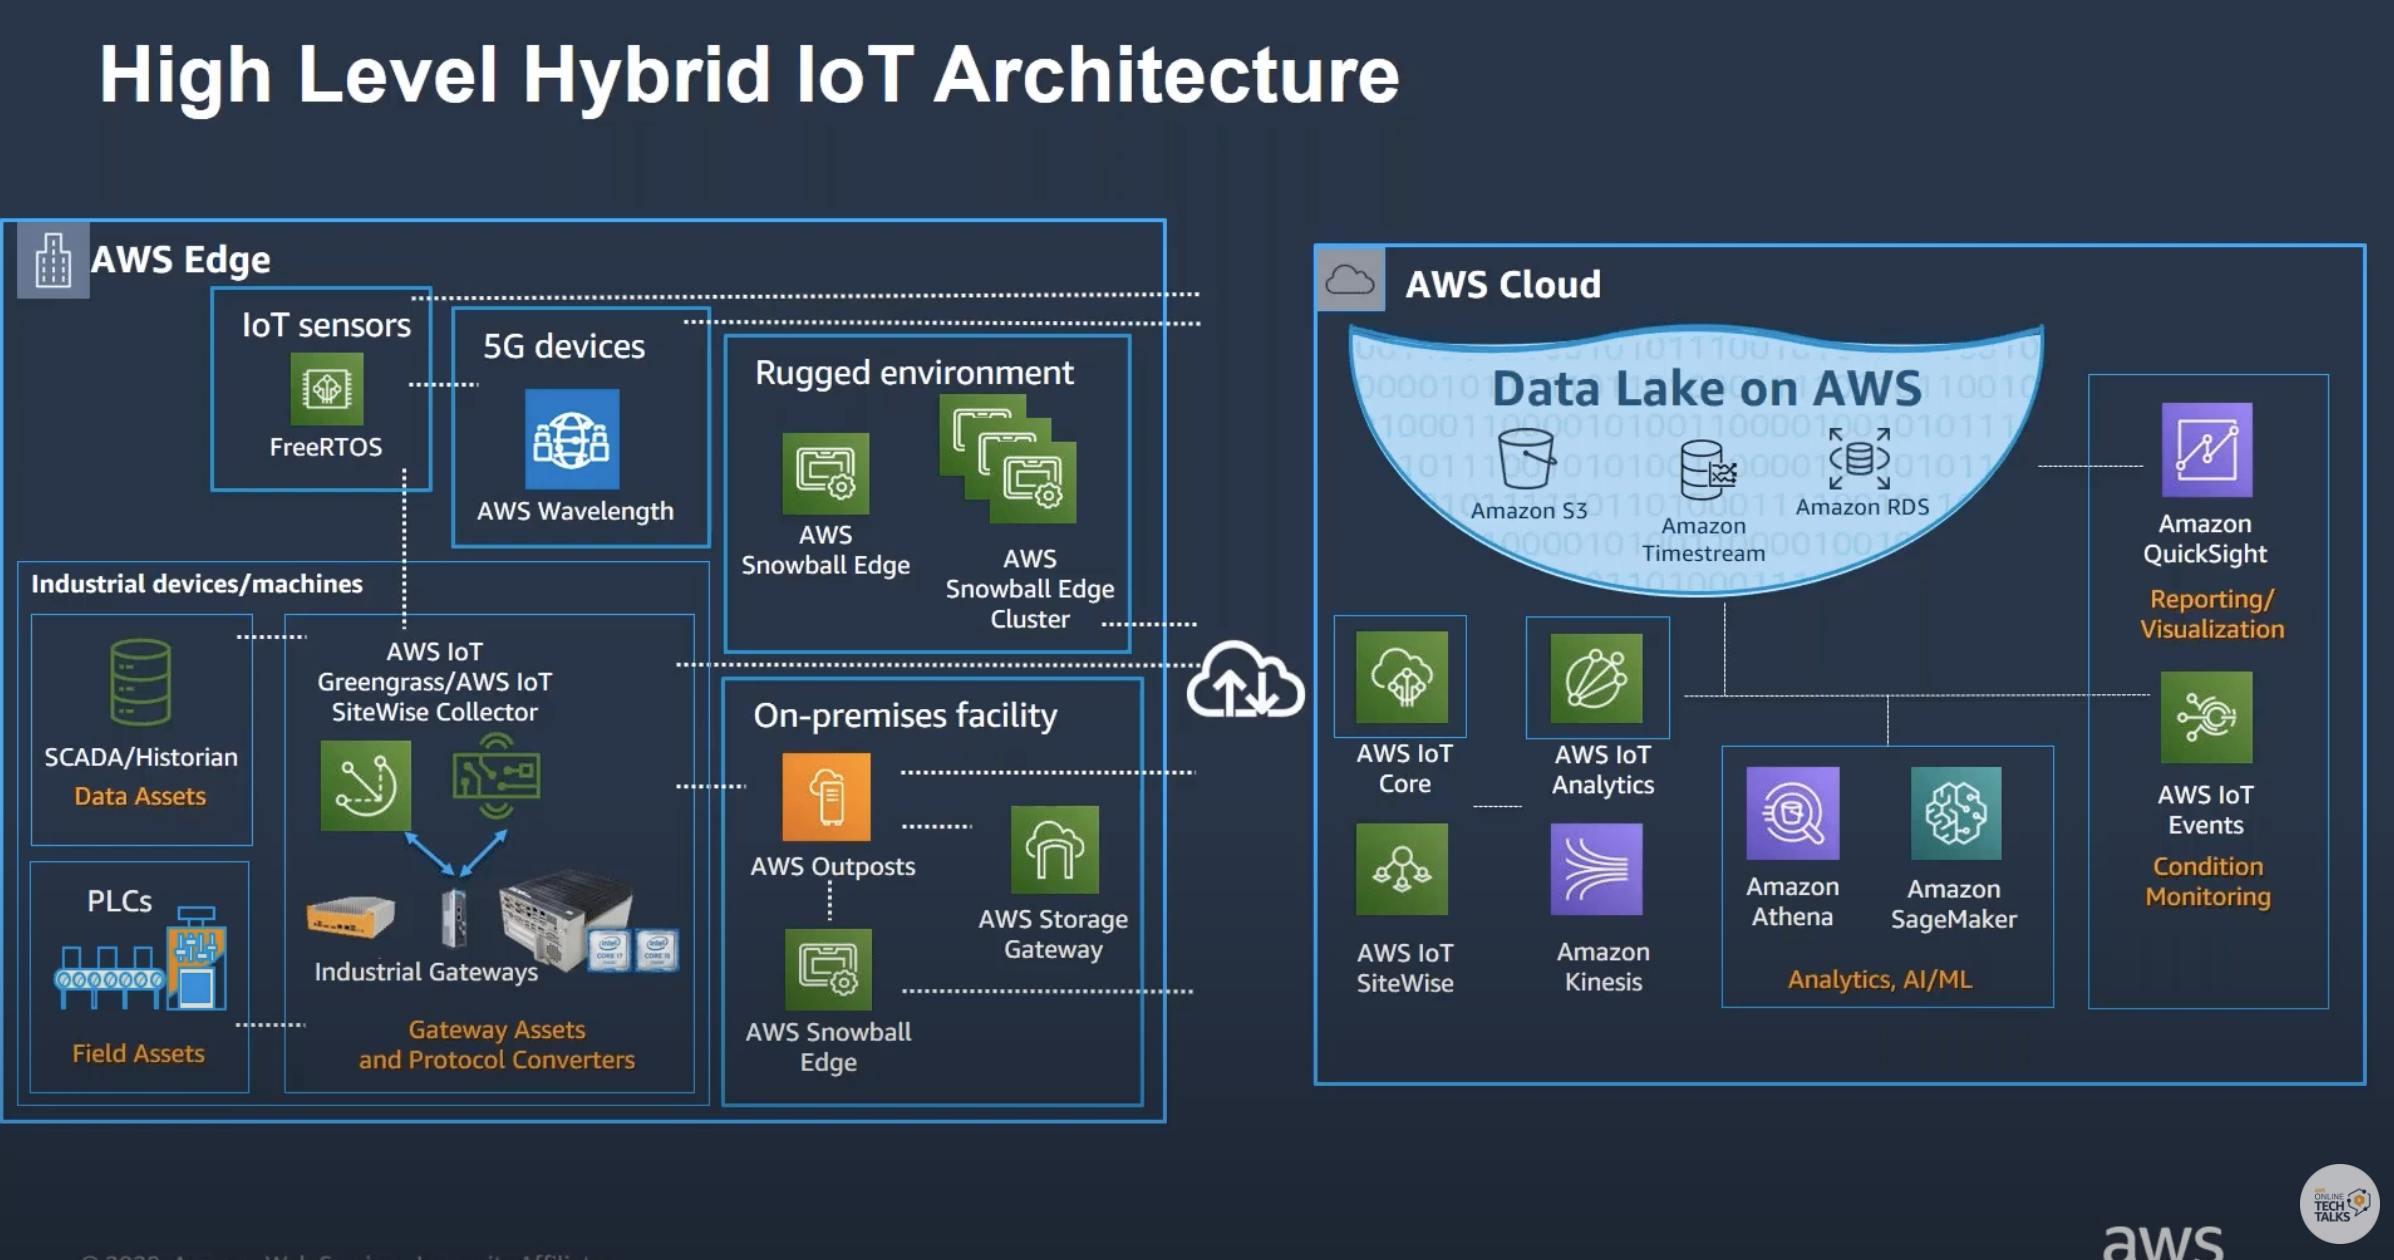 High Level Hybrid IoT Architecture
AWS Edge
IoT sensors
FreeRTOS
5G devices
AWS Wavelength
Rugged environment
AWS
Snowball Edge
AWS
Snowball Edge
Cluster
Industrial devices/machines
SCADA/Historian
Data Assets
PLCs
Field Assets
AWS IoT
Greengrass/AWS IoT
SiteWise Collector
Industrial Gateways
Gateway Assets
and Protocol Converters
On-premises facility
AWS Outposts
AWS Storage
Gateway
AWS Snowball
Edge
AWS Cloud
Data Lake on AWS
Amazon S3
Amazon
Timestream
Amazon RDS
AWS IoT
Core
AWS IoT
Analytics
AWS IoT
SiteWise
Amazon
Kinesis
Amazon
Athena
Amazon
SageMaker
Analytics, AI/ML
Amazon
QuickSight
Reporting/
Visualization
AWS IoT
Events
Condition
Monitoring
aws
ONLINE
TECH
TALKS